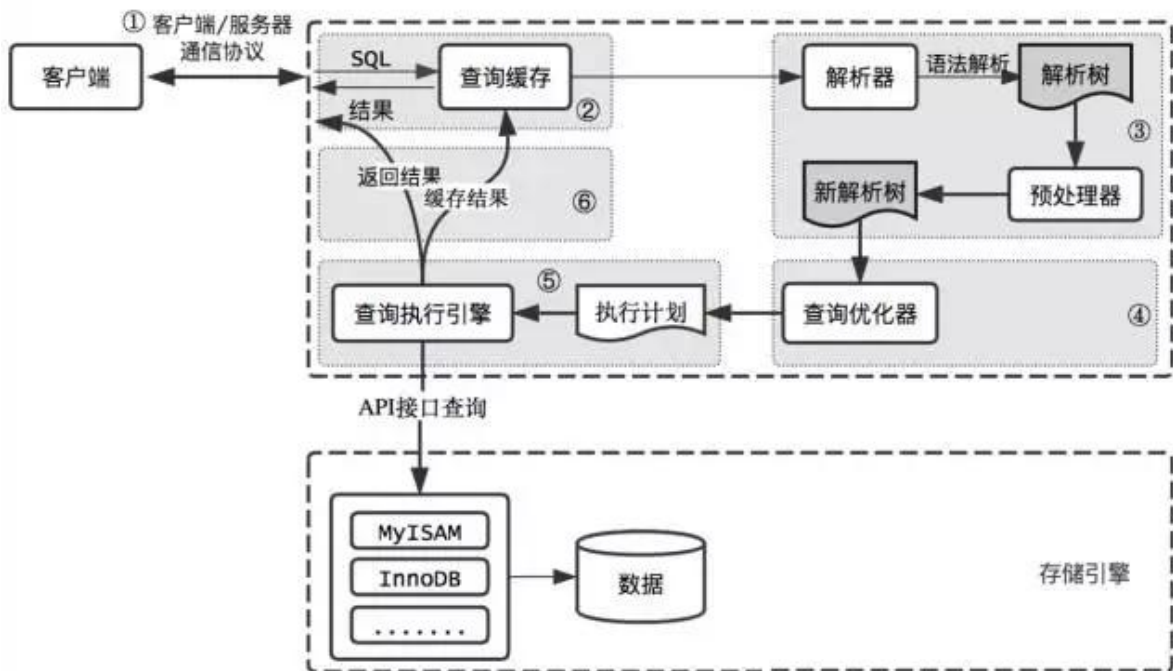 ① 客户端/服务器
通信协议
客户端
SQL
查询缓存
结果
②
解析器
语法解析
解析树
③
返回结果
缓存结果
⑥
新解析树
预处理器
查询执行引擎
⑤
执行计划
查询优化器
④
API接口查询
MyISAM
InnoDB
.......
数据
存储引擎